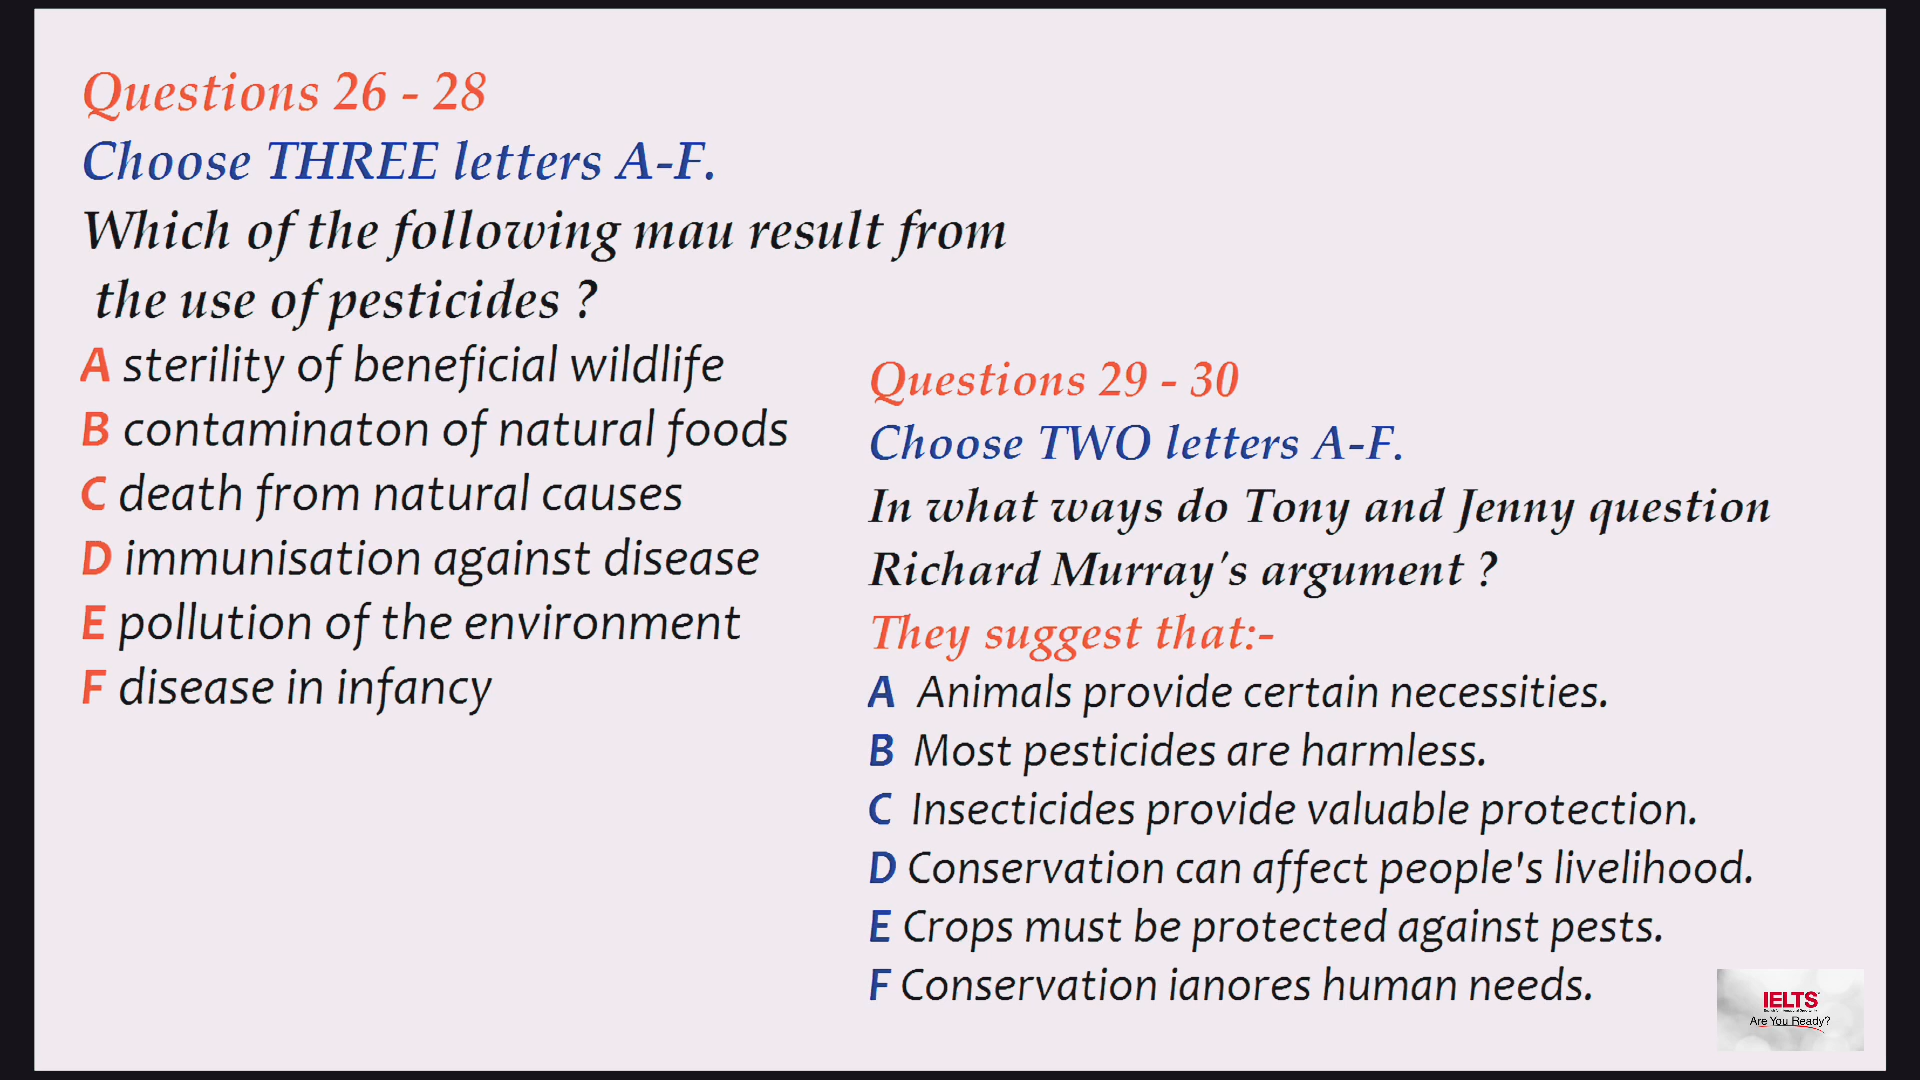 Questions 26 - 28
Choose THREE letters A-F.
Which of the following mau result from
the use of pesticides ?
A sterility of beneficial wildlife
B contaminaton of natural foods
C death from natural causes
D immunisation against disease
E pollution of the environment
F disease in infancy
Questions 29 - 30
Choose TWO letters A-F.
In what ways do Tony and Jenny question
Richard Murray's argument ?
They suggest that:-
A Animals provide certain necessities.
B Most pesticides are harmless.
C Insecticides provide valuable protection.
D Conservation can affect people's livelihood.
E Crops must be protected against pests.
F Conservation ianores human needs.
IELTS
Are You Ready?